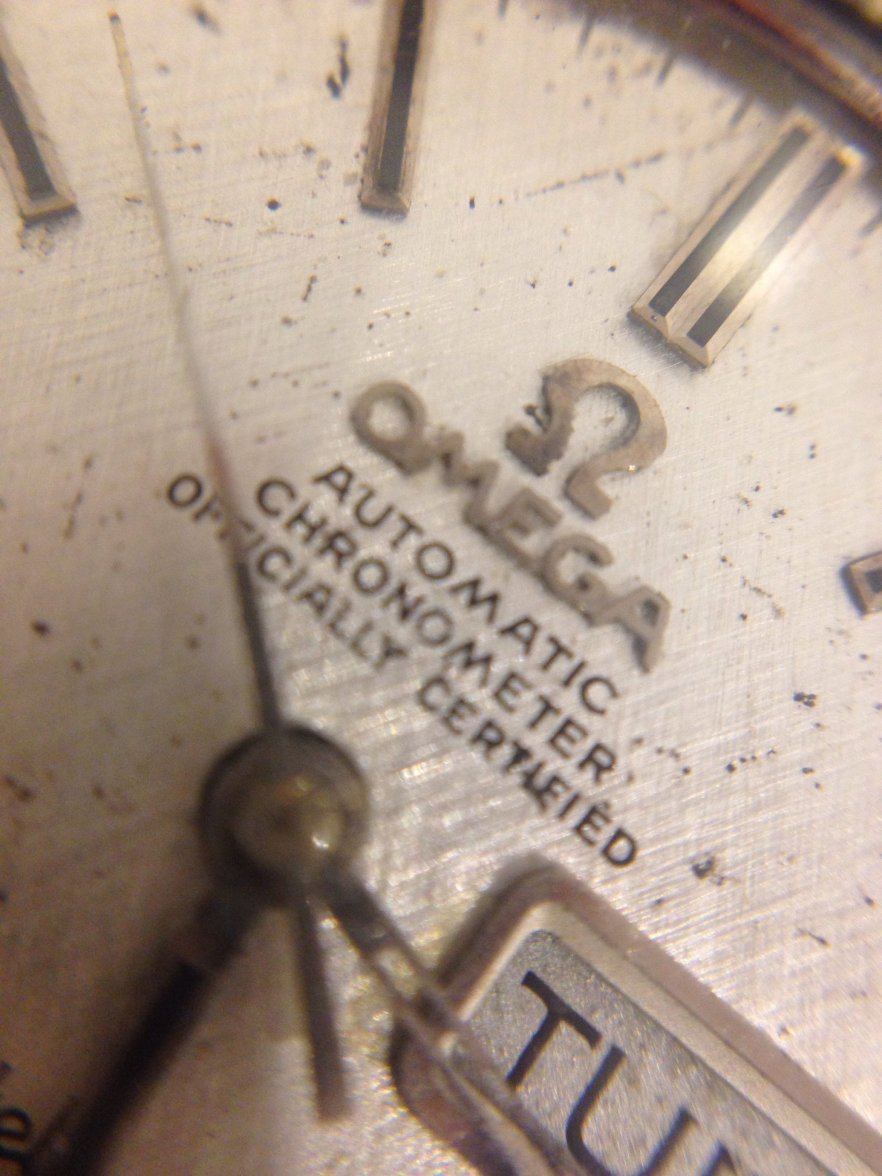 Ω
OMEGA
AUTOMATIC
CHRONOMETER
OFFICIALLY CERTIFIED
TU